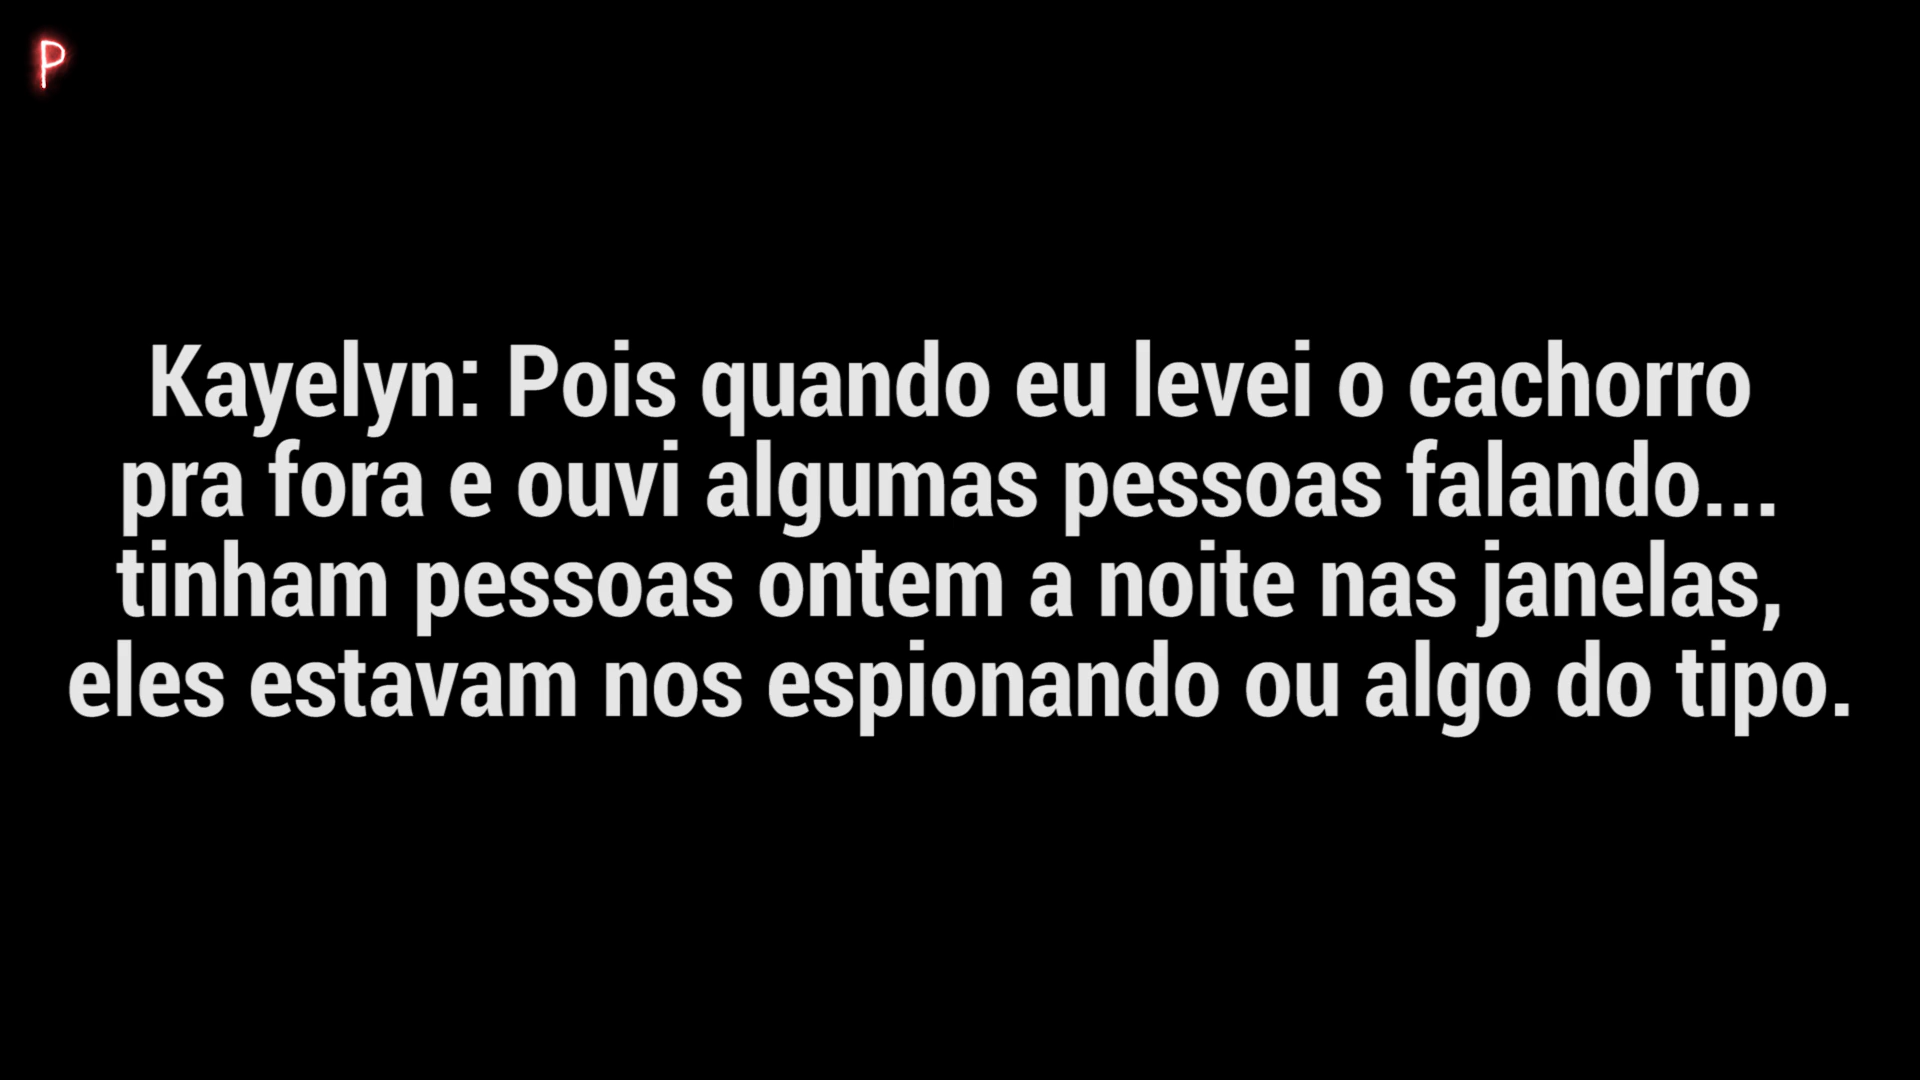 P
Kayelyn: Pois quando eu levei o cachorro
pra fora e ouvi algumas pessoas falando...
tinham pessoas ontem a noite nas janelas,
eles estavam nos espionando ou algo do tipo.